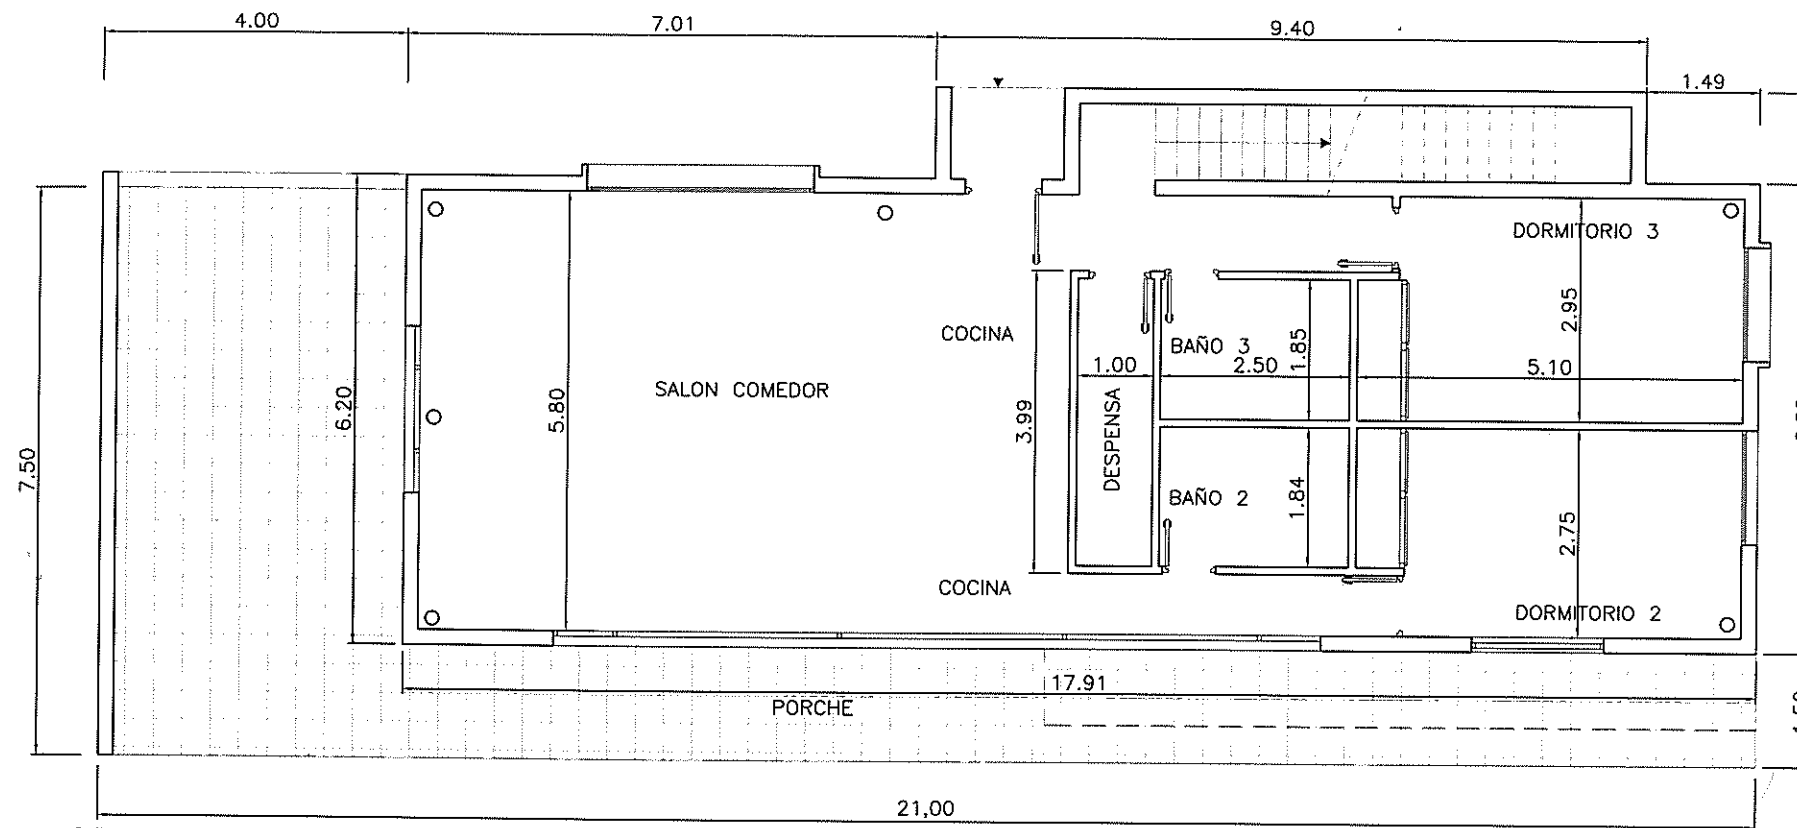 4.00
7.01
9.40
1.49
DORMITORIO 3
COCINA
BAÑO 3
1.85
2.95
1.00
2.50
5.10
SALON COMEDOR
6.20
5.80
3.99
DESPENSA
7.50
BAÑO 2
1.84
2.75
COCINA
DORMITORIO 2
17.91
PORCHE
21,00